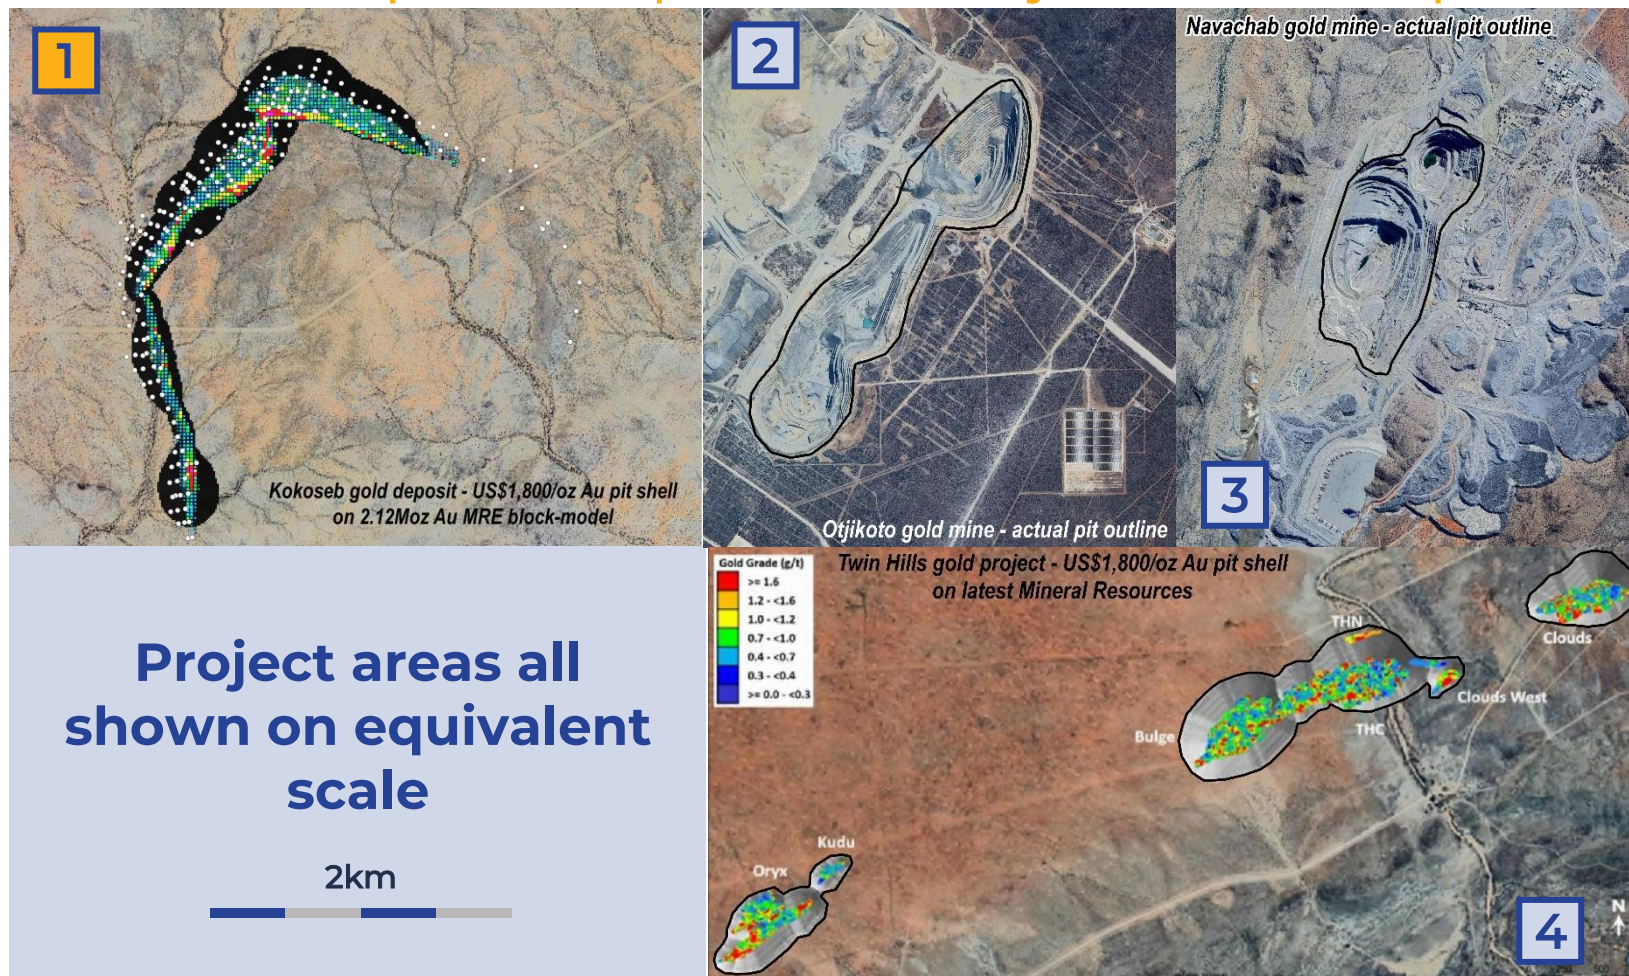 1
Kokoseb gold deposit - US$1,800/oz Au pit shell
on 2.12Moz Au MRE block-model
2
Otjikoto gold mine - actual pit outline
Navachab gold mine - actual pit outline
3
Project areas all
shown on equivalent
scale
2km
Gold Grade (g/t)
>= 1.6
1.2 - <1.6
1.0 - <1.2
0.7 - <1.0
0.4 - <0.7
0.3 - <0.4
>= 0.0 - <0.3
Twin Hills gold project - US$1,800/oz Au pit shell
on latest Mineral Resources
THN
Clouds
Clouds West
Bulge
THC
Kudu
Oryx
N
4